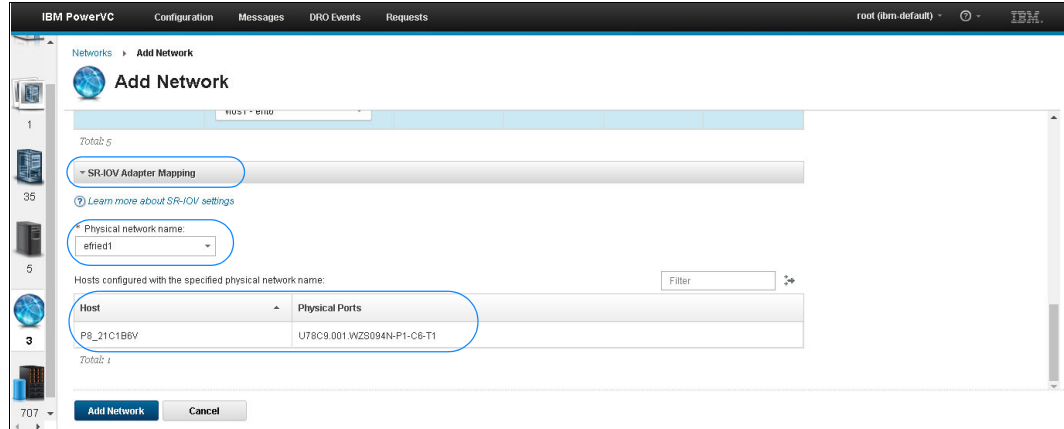 IBM PowerVC Configuration Messages DRO Events Requests root (ibm-default) IBM.
Networks Add Network
Add Network
1
Total: 5
SR-IOV Adapter Mapping
35
Learn more about SR-IOV settings
* Physical network name:
efried1
5
Hosts configured with the specified physical network name:
Filter
Host Physical Ports
3
P8_21C1B6V U78C9.001.WZS094N-P1-C6-T1
Total: 1
707
Add Network Cancel